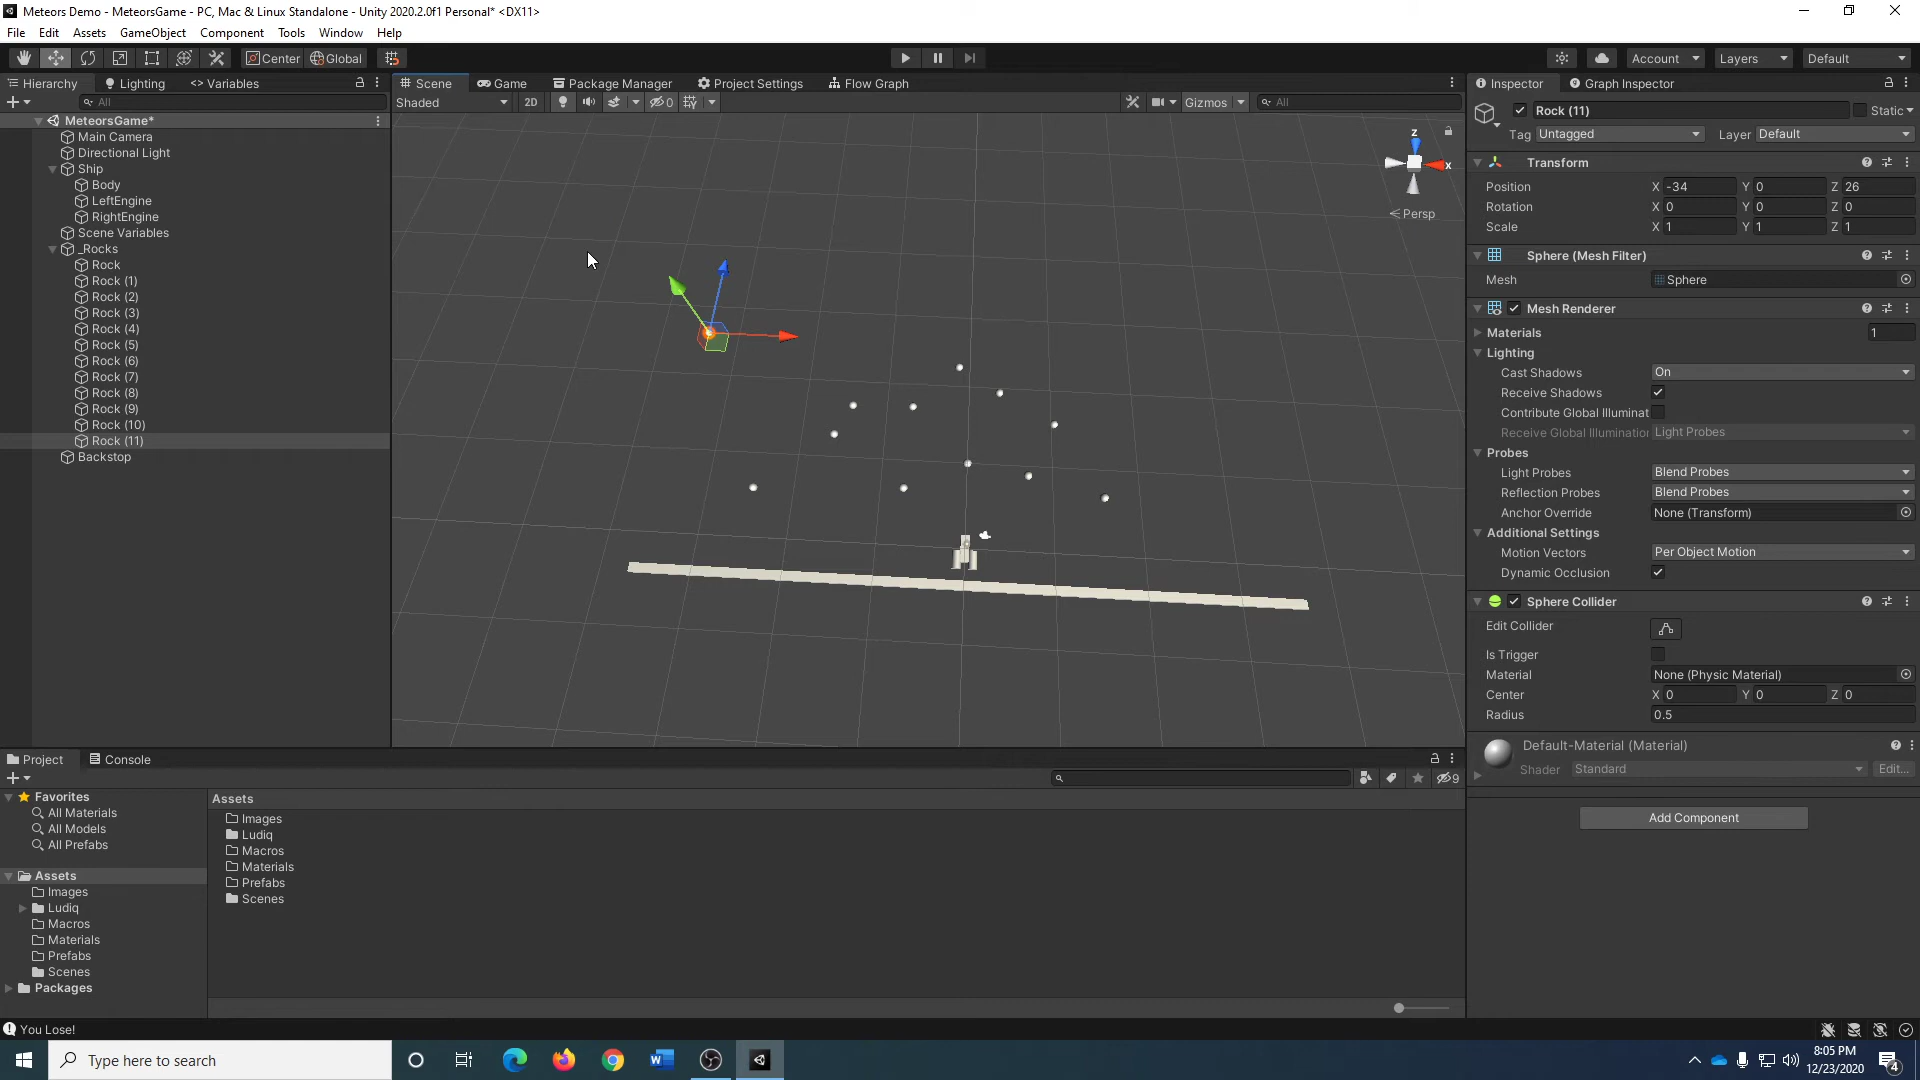 Meteors Demo - MeteorsGame - PC, Mac & Linux Standalone - Unity 2020.2.0f1 Personal* <DX11>
File Edit Assets GameObject Component Tools Window Help
Center Global Account Layers Default
Hierarchy Lighting <> Variables Scene Game Package Manager Project Settings Flow Graph Inspector Graph Inspector
All Shaded 2D 0 Gizmos All
Rock (11) Static
Tag Untagged Layer Default
MeteorsGame*
Main Camera
Directional Light
Ship
Body
LeftEngine
RightEngine
Scene Variables
_Rocks
Rock
Rock (1)
Rock (2)
Rock (3)
Rock (4)
Rock (5)
Rock (6)
Rock (7)
Rock (8)
Rock (9)
Rock (10)
Rock (11)
Backstop
z
x
Persp
Transform
Position X -34 Y 0 Z 26
Rotation X 0 Y 0 Z 0
Scale X 1 Y 1 Z 1
Sphere (Mesh Filter)
Mesh Sphere
Mesh Renderer
Materials 1
Lighting
Cast Shadows On
Receive Shadows
Contribute Global Illuminat
Receive Global Illumination Light Probes
Probes
Light Probes Blend Probes
Reflection Probes Blend Probes
Anchor Override None (Transform)
Additional Settings
Motion Vectors Per Object Motion
Dynamic Occlusion
Sphere Collider
Edit Collider
Is Trigger
Material None (Physic Material)
Center X 0 Y 0 Z 0
Radius 0.5
Default-Material (Material)
Shader Standard Edit...
Add Component
Project Console
9
Favorites
All Materials
All Models
All Prefabs
Assets
Images
Ludiq
Macros
Materials
Prefabs
Scenes
Packages
Assets
Images
Ludiq
Macros
Materials
Prefabs
Scenes
You Lose!
Type here to search
8:05 PM
12/23/2020
4